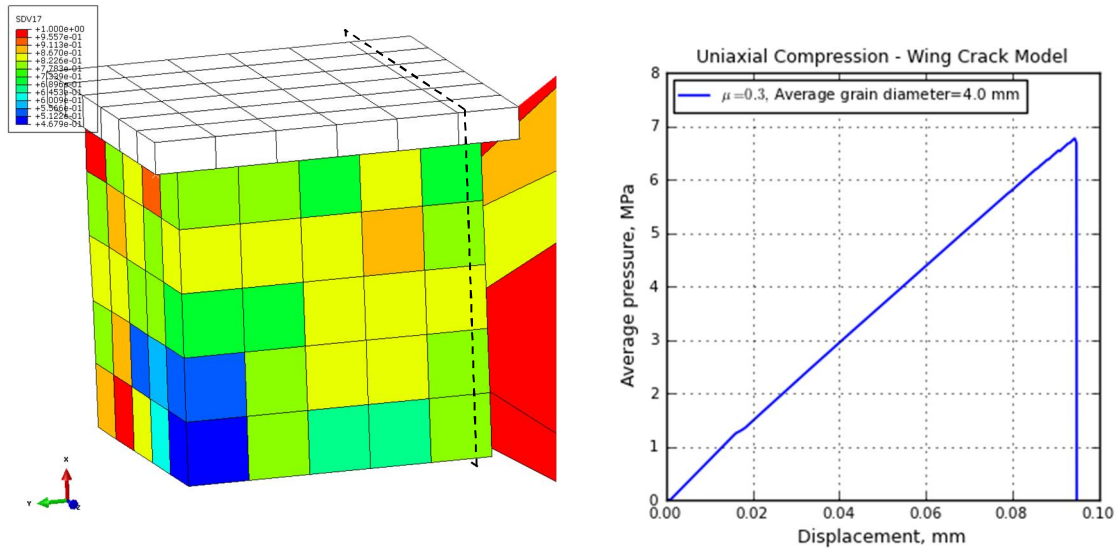 SDV17
+1.000e+00
+9.557e-01
+9.113e-01
+8.670e-01
+8.226e-01
+7.783e-01
+7.339e-01
+6.896e-01
+6.453e-01
+6.009e-01
+5.566e-01
+5.122e-01
+4.679e-01
X
Y
Z
Uniaxial Compression - Wing Crack Model
μ=0.3, Average grain diameter=4.0 mm
8
7
6
5
4
3
2
1
0
Average pressure, MPa
0.00 0.02 0.04 0.06 0.08 0.10
Displacement, mm